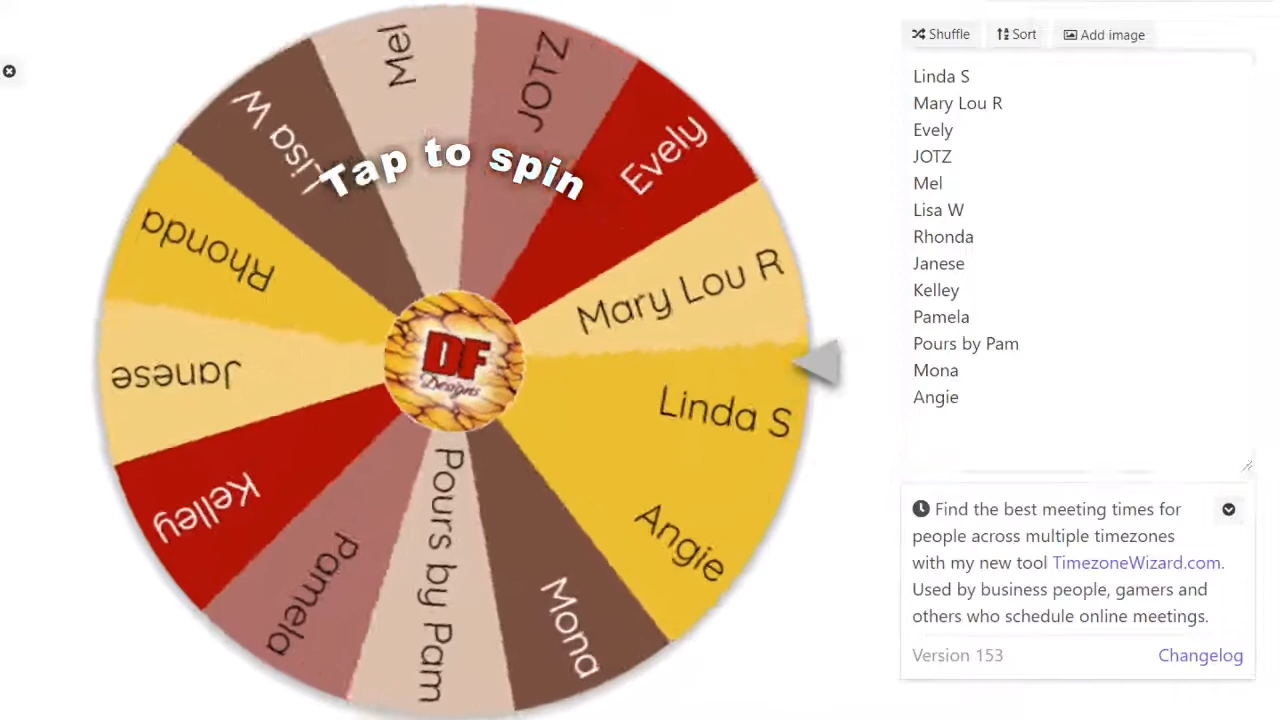 Tap to spin
Mel
JOTZ
Evely
Mary Lou R
Linda S
Angie
Mona
Pours by Pam
Pamela
Kelley
Janese
Rhonda
Lisa W
DF
Designs
Shuffle
Sort
Add image
Linda S
Mary Lou R
Evely
JOTZ
Mel
Lisa W
Rhonda
Janese
Kelley
Pamela
Pours by Pam
Mona
Angie
Find the best meeting times for
people across multiple timezones
with my new tool TimezoneWizard.com.
Used by business people, gamers and
others who schedule online meetings.
Version 153
Changelog